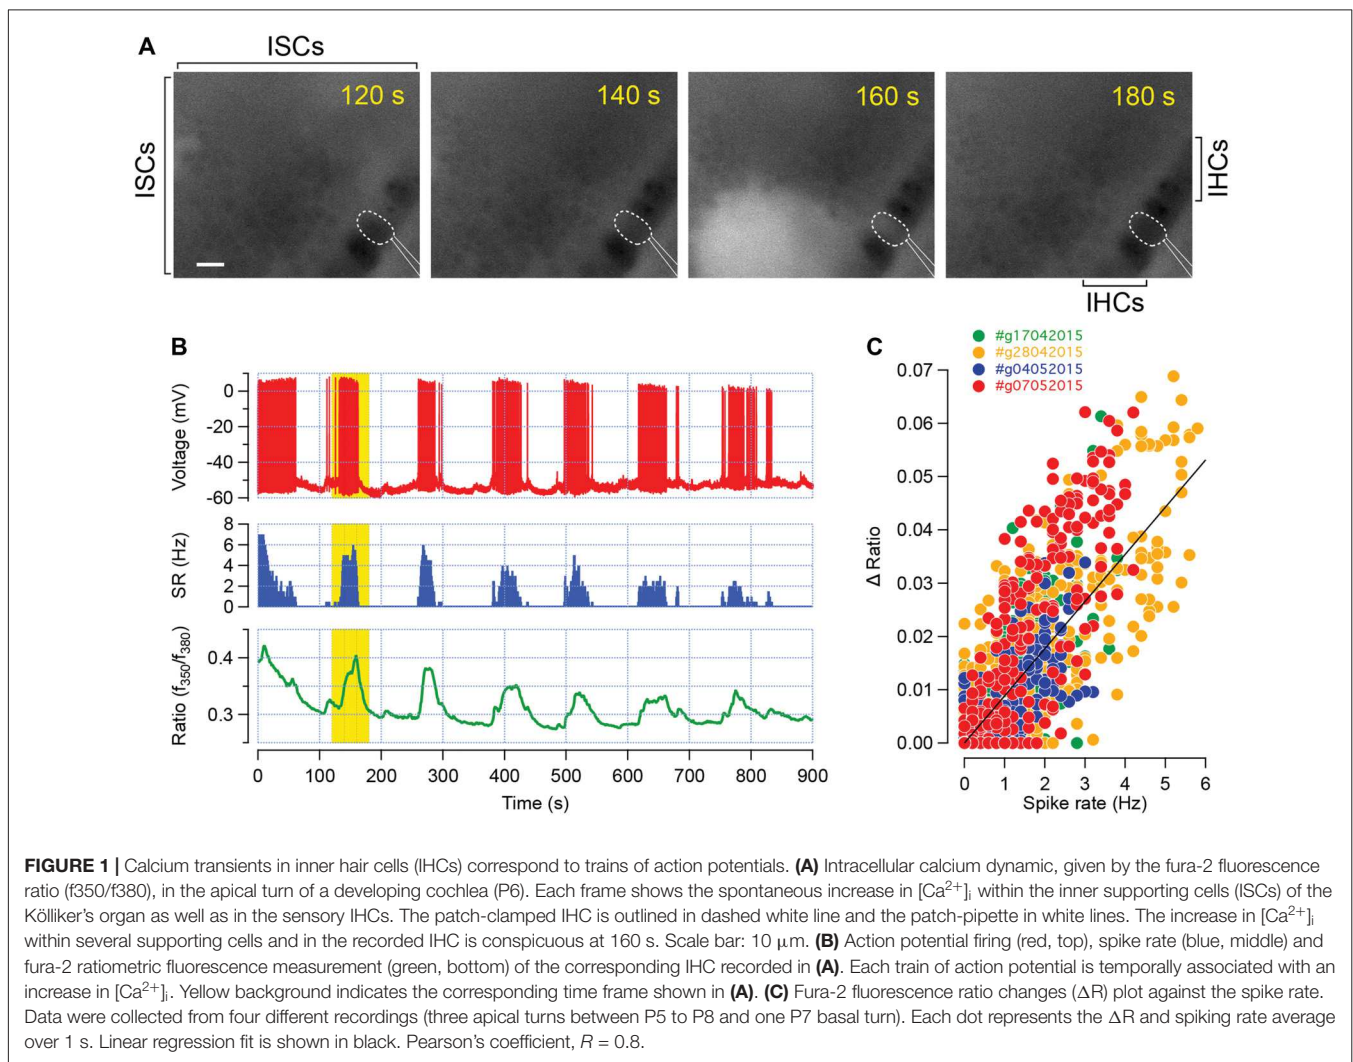 A
ISCs
ISCs
120 s
140 s
160 s
180 s
IHCs
IHCs
B
Voltage (mV)
0
-20
-40
-60
SR (Hz)
8
6
4
2
0
Ratio (f350/f380)
0.4
0.3
0 100 200 300 400 500 600 700 800 900
Time (s)
C
#g17042015
#g28042015
#g04052015
#g07052015
Δ Ratio
0.07
0.06
0.05
0.04
0.03
0.02
0.01
0.00
0 1 2 3 4 5 6
Spike rate (Hz)
FIGURE 1 | Calcium transients in inner hair cells (IHCs) correspond to trains of action potentials. (A) Intracellular calcium dynamic, given by the fura-2 fluorescence
ratio (f350/f380), in the apical turn of a developing cochlea (P6). Each frame shows the spontaneous increase in [Ca2+]i within the inner supporting cells (ISCs) of the
Kölliker's organ as well as in the sensory IHCs. The patch-clamped IHC is outlined in dashed white line and the patch-pipette in white lines. The increase in [Ca2+]i
within several supporting cells and in the recorded IHC is conspicuous at 160 s. Scale bar: 10 μm. (B) Action potential firing (red, top), spike rate (blue, middle) and
fura-2 ratiometric fluorescence measurement (green, bottom) of the corresponding IHC recorded in (A). Each train of action potential is temporally associated with an
increase in [Ca2+]i. Yellow background indicates the corresponding time frame shown in (A). (C) Fura-2 fluorescence ratio changes (ΔR) plot against the spike rate.
Data were collected from four different recordings (three apical turns between P5 to P8 and one P7 basal turn). Each dot represents the ΔR and spiking rate average
over 1 s. Linear regression fit is shown in black. Pearson's coefficient, R = 0.8.